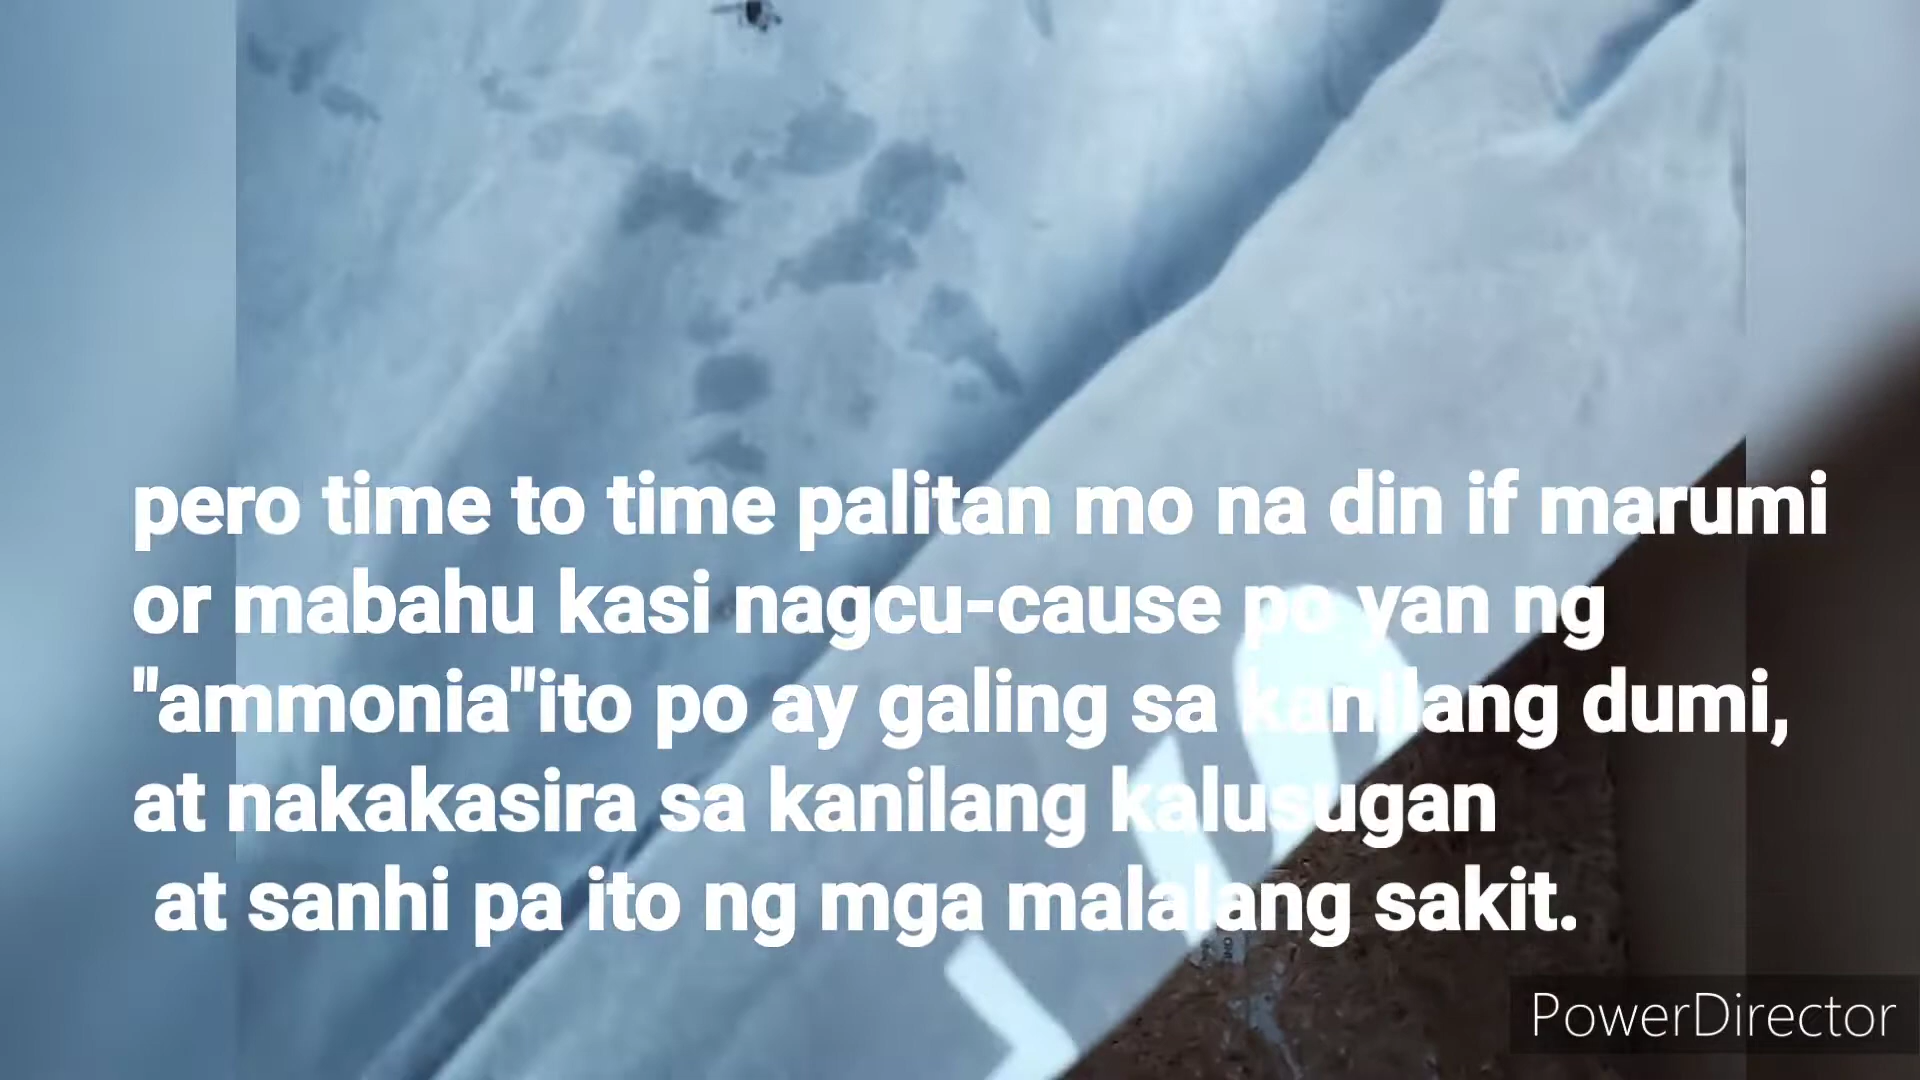 pero time to time palitan mo na din if marumi
or mabahu kasi nagcu-cause po yan ng
"ammonia"ito po ay galing sa kanilang dumi,
at nakakasira sa kanilang kalusugan
at sanhi pa ito ng mga malalang sakit.
PowerDirector